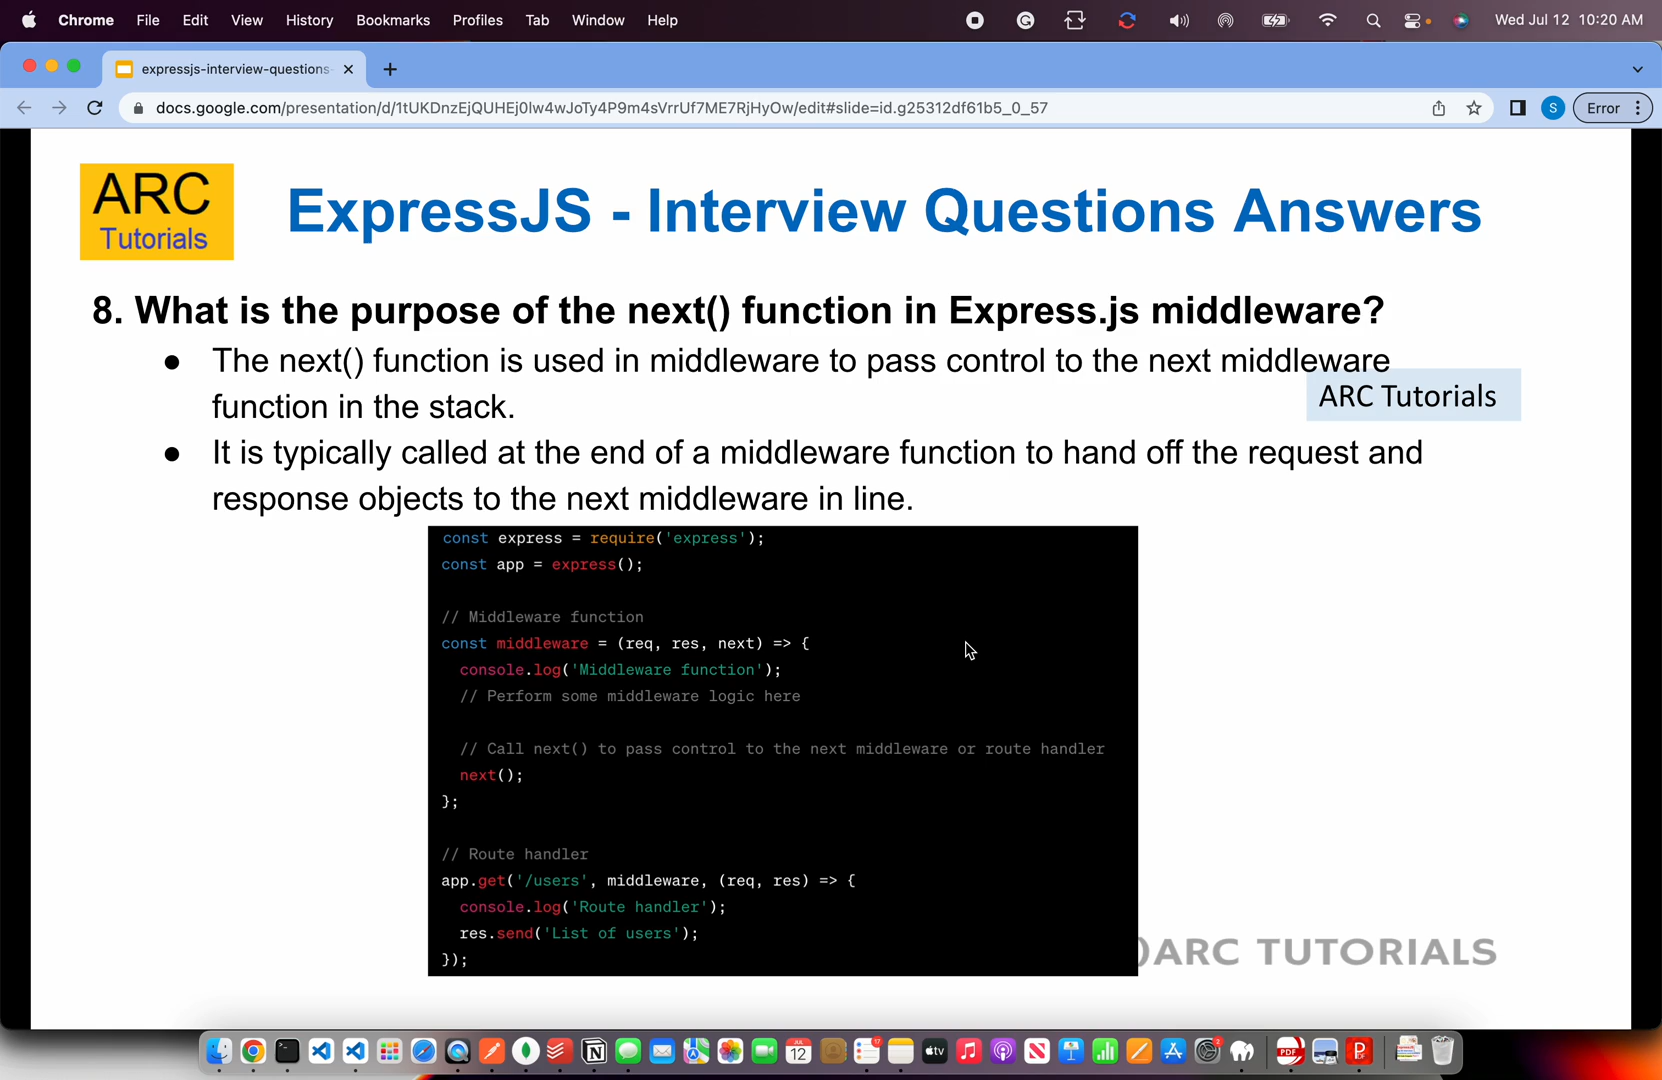 Chrome File Edit View History Bookmarks Profiles Tab Window Help Wed Jul 12 10:20 AM
expressjs-interview-questions
docs.google.com/presentation/d/1tUKDnzEjQUHEj0lw4wJoTy4P9m4sVrrUf7ME7RjHyOw/edit#slide=id.g25312df61b5_0_57 S Error
ARC
Tutorials
ExpressJS - Interview Questions Answers
8. What is the purpose of the next() function in Express.js middleware?
● The next() function is used in middleware to pass control to the next middleware
function in the stack.
ARC Tutorials
● It is typically called at the end of a middleware function to hand off the request and
response objects to the next middleware in line.
const express = require('express');
const app = express();
// Middleware function
const middleware = (req, res, next) => {
console.log('Middleware function');
// Perform some middleware logic here
// Call next() to pass control to the next middleware or route handler
next();
};
// Route handler
app.get('/users', middleware, (req, res) => {
console.log('Route handler');
res.send('List of users');
});
ARC TUTORIALS
JUL
12
17
tv
2
PDF
P